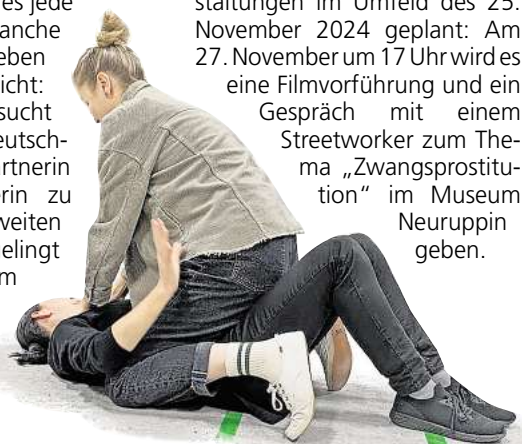 es jede
anche
eben
icht:
sucht
eutsch-
rtnerin
erin zu
weiten
elingt
m
staltungen im Umfeld des 25.
November 2024 geplant: Am
27. November um 17 Uhr wird es
eine Filmvorführung und ein
Gespräch mit einem
Streetworker zum The-
ma „Zwangsprostitu-
tion“ im Museum
Neuruppin
geben.